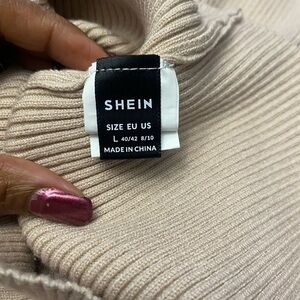 SHEIN
SIZE EU US
L 40/42 8/10
MADE IN CHINA